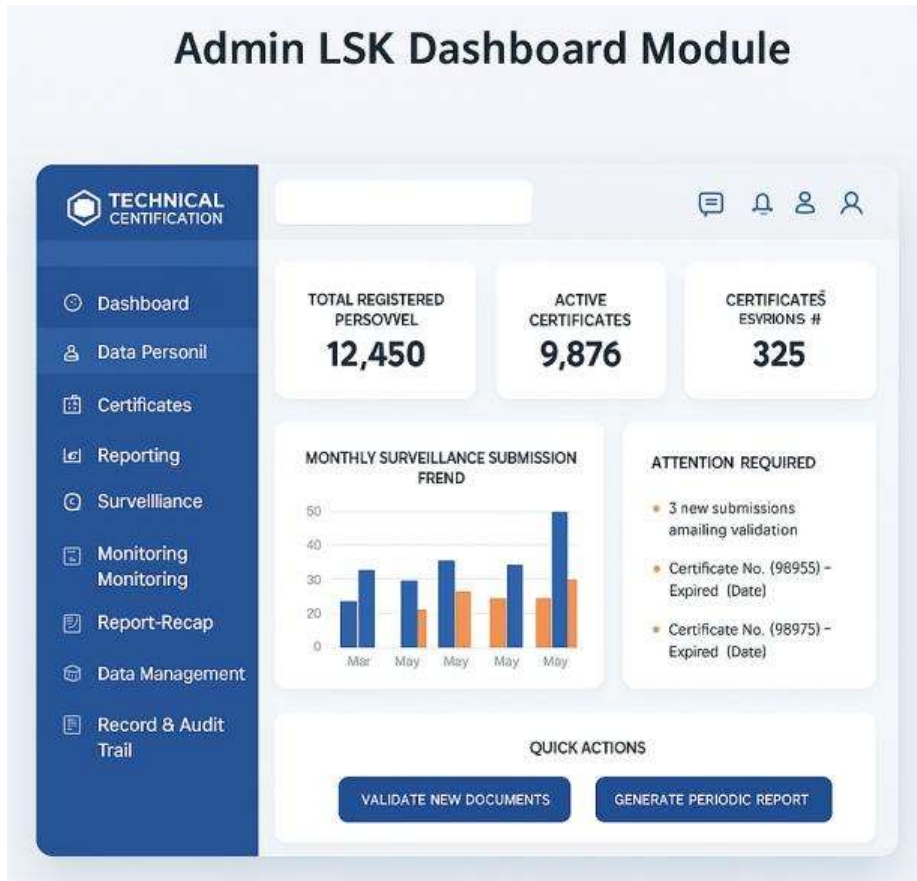 Admin LSK Dashboard Module
TECHNICAL
CERTIFICATION
Dashboard
Data Personil
Certificates
Reporting
Survellliance
Monitoring
Monitoring
Report-Recap
Data Management
Record & Audit
Trail
TOTAL REGISTERED
PERSOVVEL
12,450
ACTIVE
CERTIFICATES
9,876
CERTIFICATES
ESYRIONS #
325
MONTHLY SURVEILLANCE SUBMISSION
FREND
50
40
30
20
0
Mar May May May May
ATTENTION REQUIRED
• 3 new submissions
amailing validation
• Certificate No. (98955) –
Expired (Date)
• Certificate No. (98975) –
Expired (Date)
QUICK ACTIONS
VALIDATE NEW DOCUMENTS
GENERATE PERIODIC REPORT